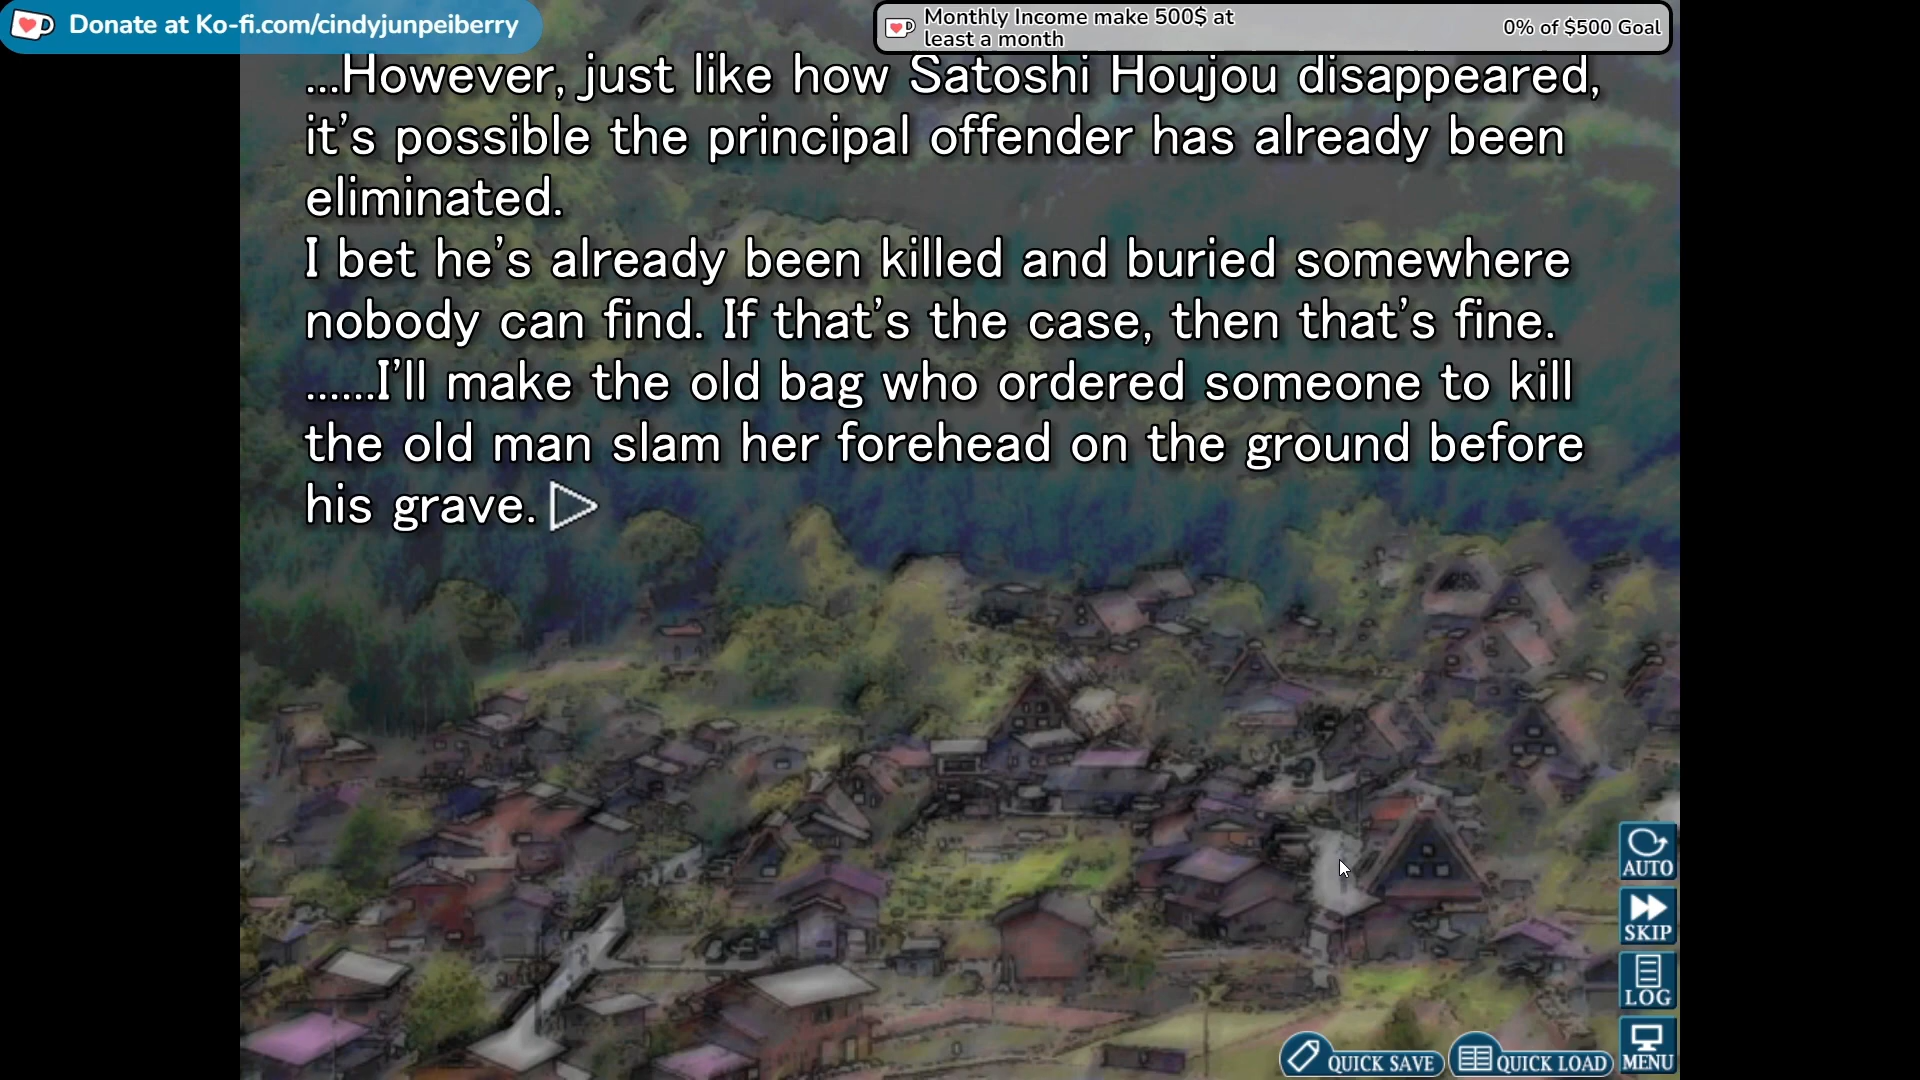 Donate at Ko-fi.com/cindyjunpeiberry
Monthly Income make 500$ at
least a month
0% of $500 Goal
...However, just like how Satoshi Houjou disappeared,
it's possible the principal offender has already been
eliminated.
I bet he's already been killed and buried somewhere
nobody can find. If that's the case, then that's fine.
......I'll make the old bag who ordered someone to kill
the old man slam her forehead on the ground before
his grave.
AUTO
SKIP
LOG
MENU
QUICK SAVE
QUICK LOAD